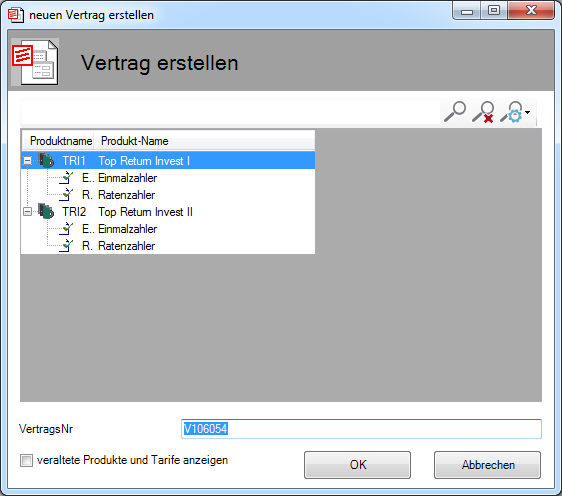 neuen Vertrag erstellen
Vertrag erstellen
Produktname Produkt-Name
TRI1 Top Return Invest I
E.. Einmalzahler
R. Ratenzahler
TRI2 Top Return Invest II
E.. Einmalzahler
R. Ratenzahler
VertragsNr V106054
veraltete Produkte und Tarife anzeigen
OK Abbrechen